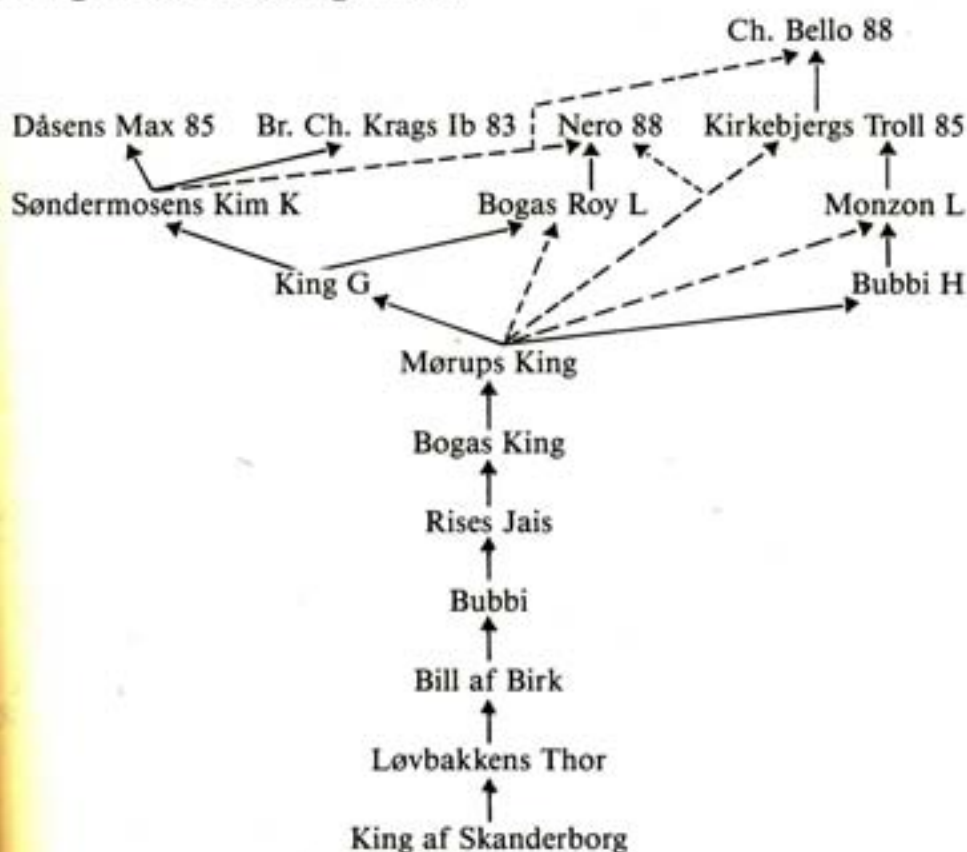 Ch. Bello 88
Dåsens Max 85 Br. Ch. Krags Ib 83 Nero 88 Kirkebjergs Troll 85
Søndermosens Kim K Bogas Roy L Monzon L
King G Bubbi H
Mørups King
Bogas King
Rises Jais
Bubbi
Bill af Birk
Løvbakkens Thor
King af Skanderborg